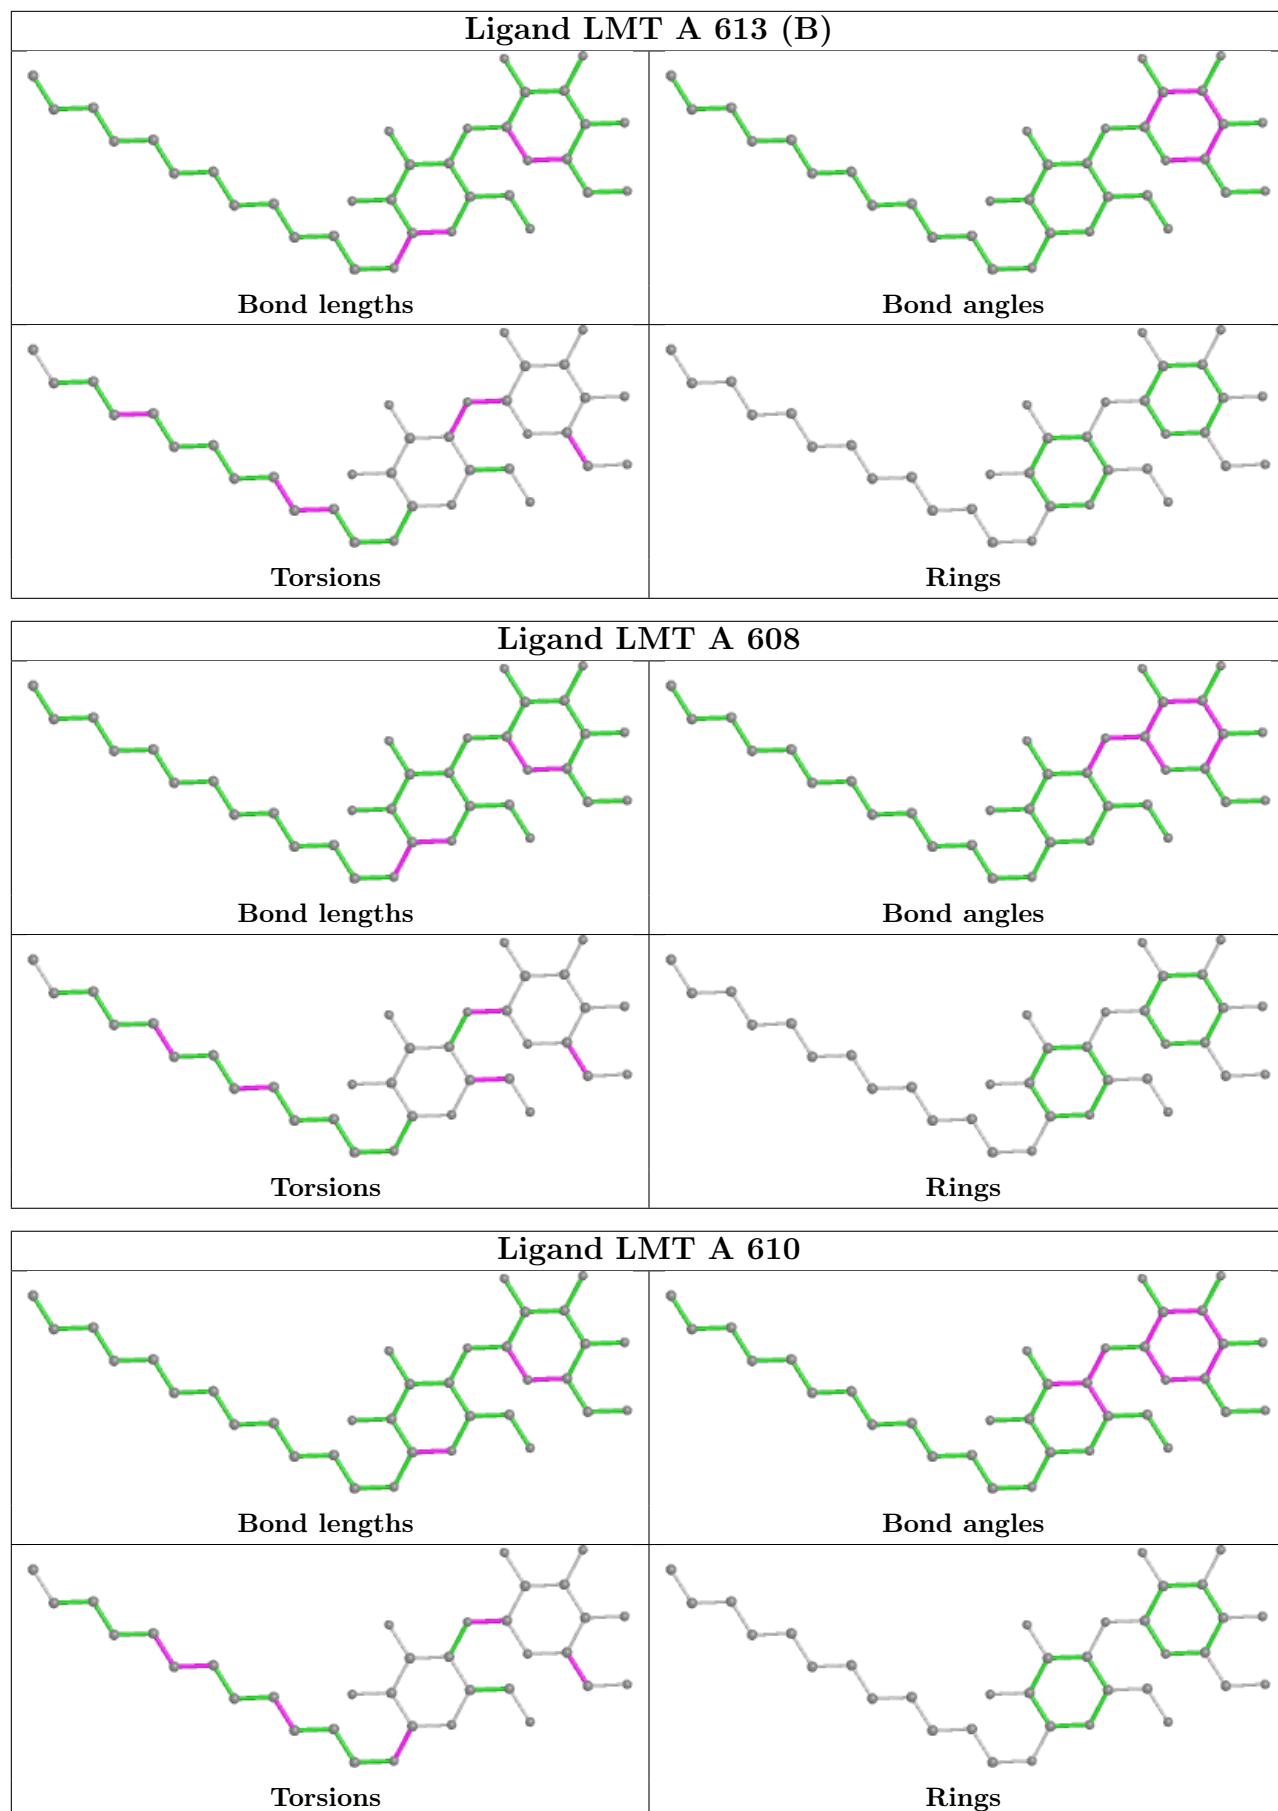 Ligand LMT A 613 (B)
Bond lengths
Bond angles
Torsions
Rings
Ligand LMT A 608
Bond lengths
Bond angles
Torsions
Rings
Ligand LMT A 610
Bond lengths
Bond angles
Torsions
Rings